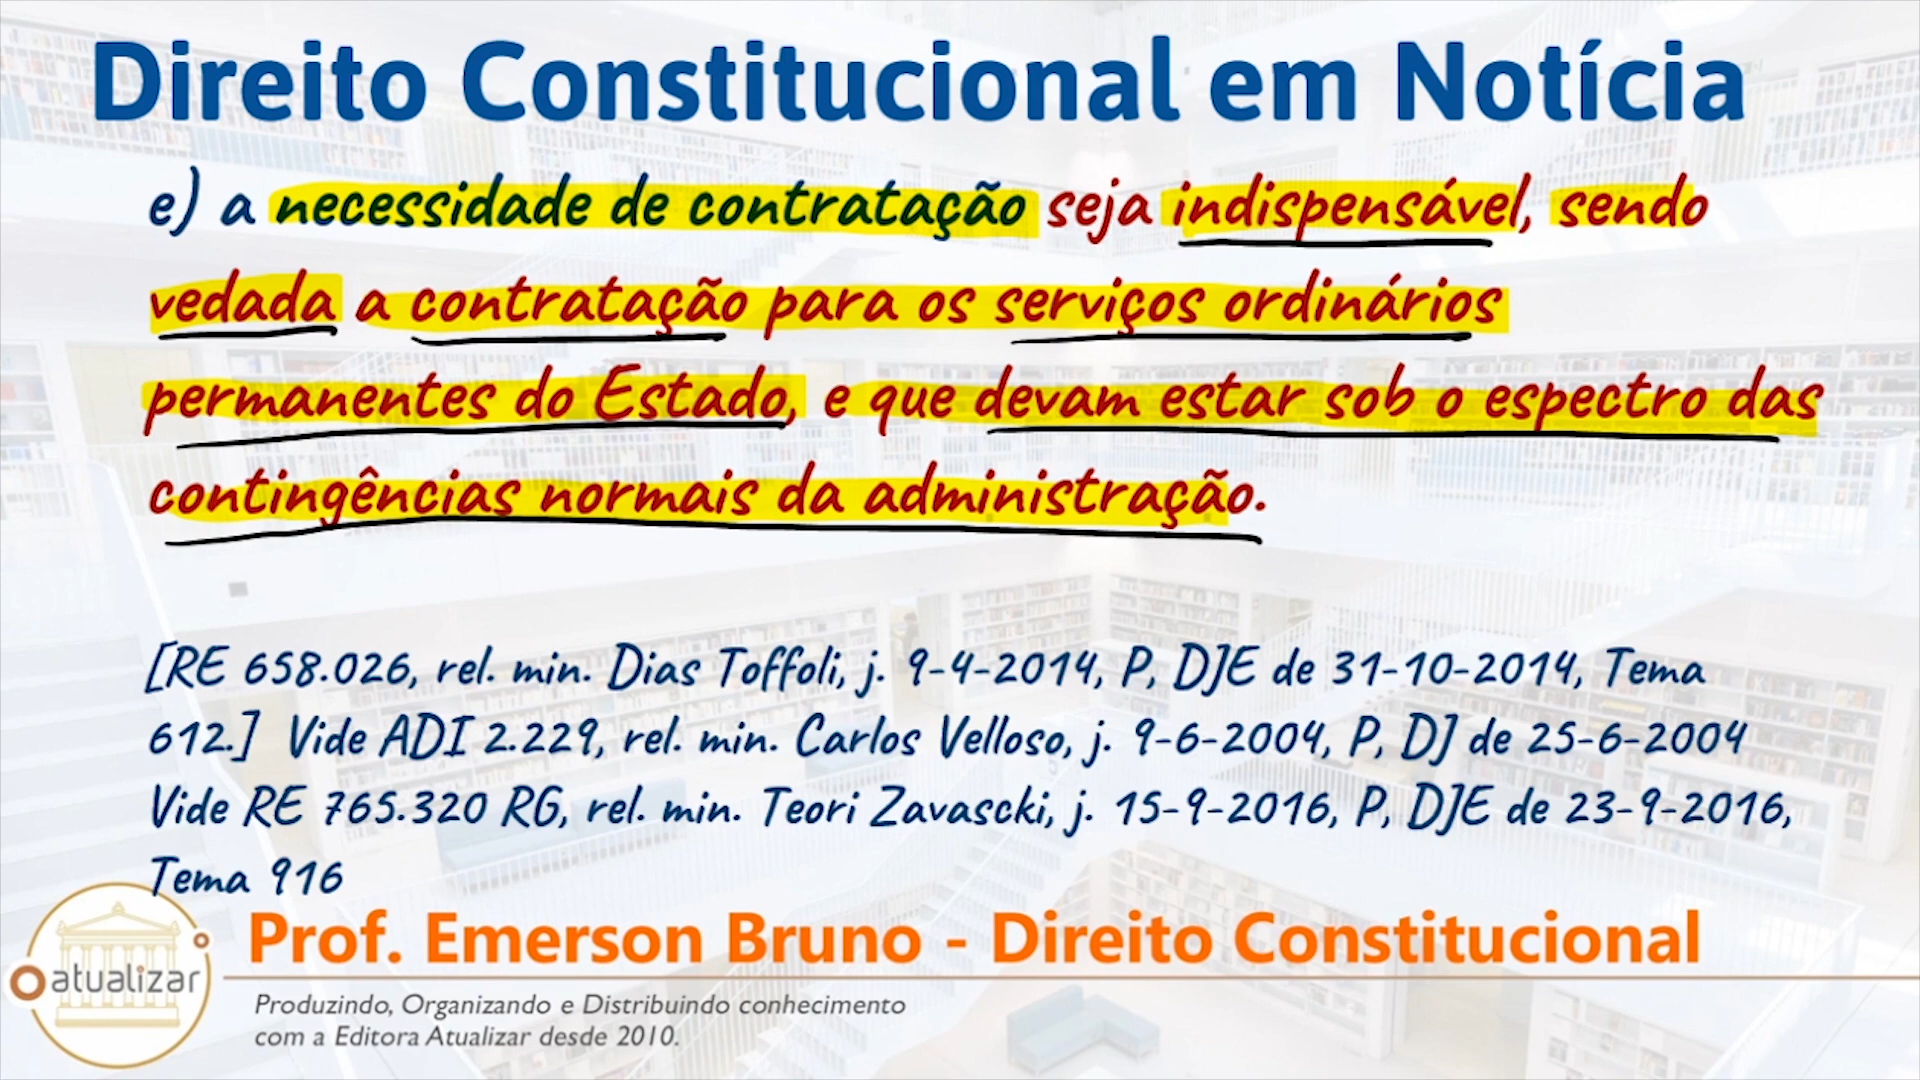 Direito Constitucional em Notícia
e) a necessidade de contratação seja indispensável, sendo
vedada a contratação para os serviços ordinários
permanentes do Estado, e que devam estar sob o espectro das
contingências normais da administração.
[RE 658.026, rel. min. Dias Toffoli, j. 9-4-2014, P, DJE de 31-10-2014, Tema
612.] Vide ADI 2.229, rel. min. Carlos Velloso, j. 9-6-2004, P, DJ de 25-6-2004
Vide RE 765.320 RG, rel. min. Teori Zavascki, j. 15-9-2016, P, DJE de 23-9-2016,
Tema 916
Prof. Emerson Bruno - Direito Constitucional
atualizar
Produzindo, Organizando e Distribuindo conhecimento
com a Editora Atualizar desde 2010.